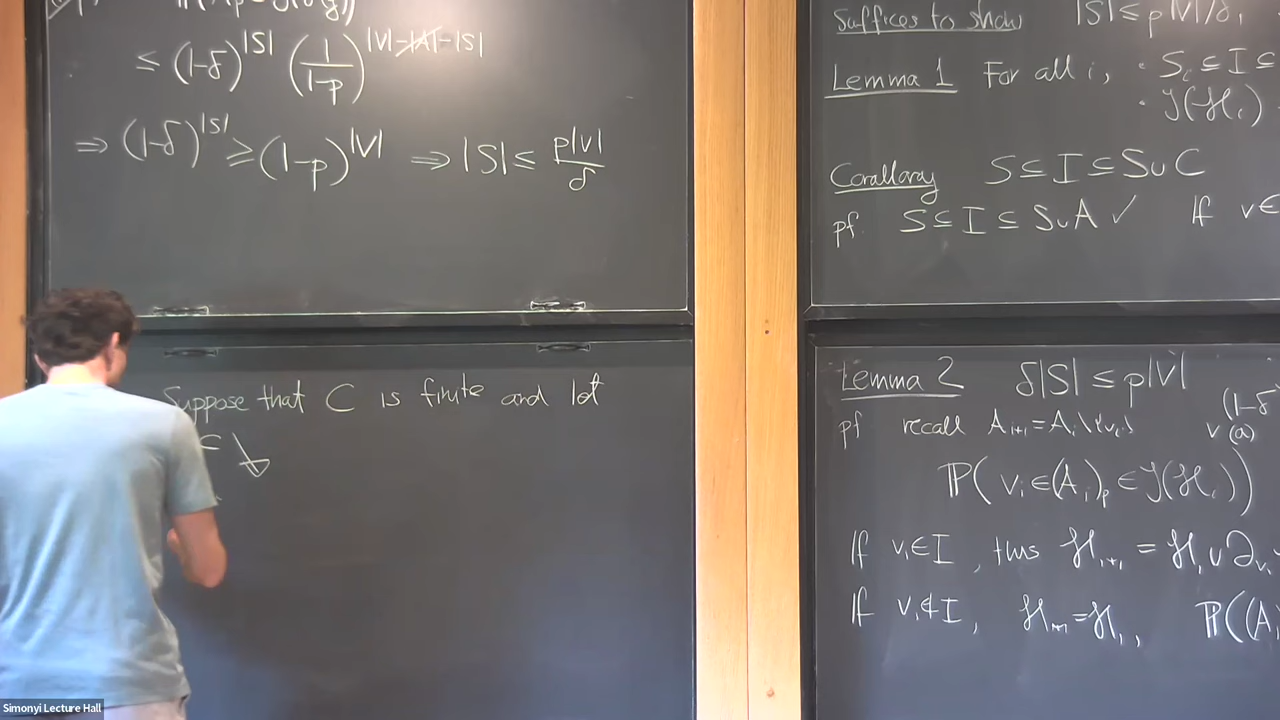 ≤ (1-δ)^|S| (1/(1-p))^|V|-|A|-|S|
⇒ (1-δ)^|S| ≥ (1-p)^|V| ⇒ |S| ≤ p|V|/δ
Suppose that C is finite and let
Suffices to show |S| ≤ p|V|/δ,
Lemma 1 For all i, • S_i ⊆ I ⊆
• J(H_i)
Corollary S ⊆ I ⊆ S∪C
pf. S ⊆ I ⊆ S∪A ✓ If v ∈
Lemma 2 δ|S| ≤ p|V|
pf recall A_{i+1} = A_i \ {v_i} (1-δ
ℙ( v_i ∈ (A_i)_p ∈ J(H_i))
If v_i ∈ I, thus H_{i+1} = H_i ∪ ∂_{v_i}
If v_i ∉ I, H_{i+1} = H_i, ℙ((A
Simonyi Lecture Hall